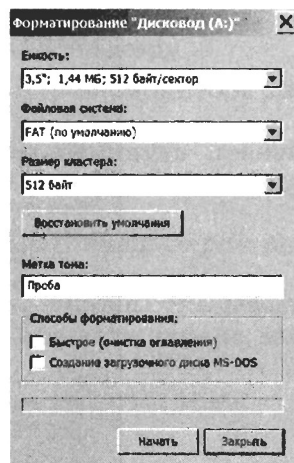 Форматирование "Дисковод (A:)"
Емкость:
3,5"; 1,44 МБ; 512 байт/сектор
Файловая система:
FAT (по умолчанию)
Размер кластера:
512 байт
Восстановить умолчания
Метка тома:
Проба
Способы форматирования:
Быстрое (очистка оглавления)
Создание загрузочного диска MS-DOS
Начать
Закрыть